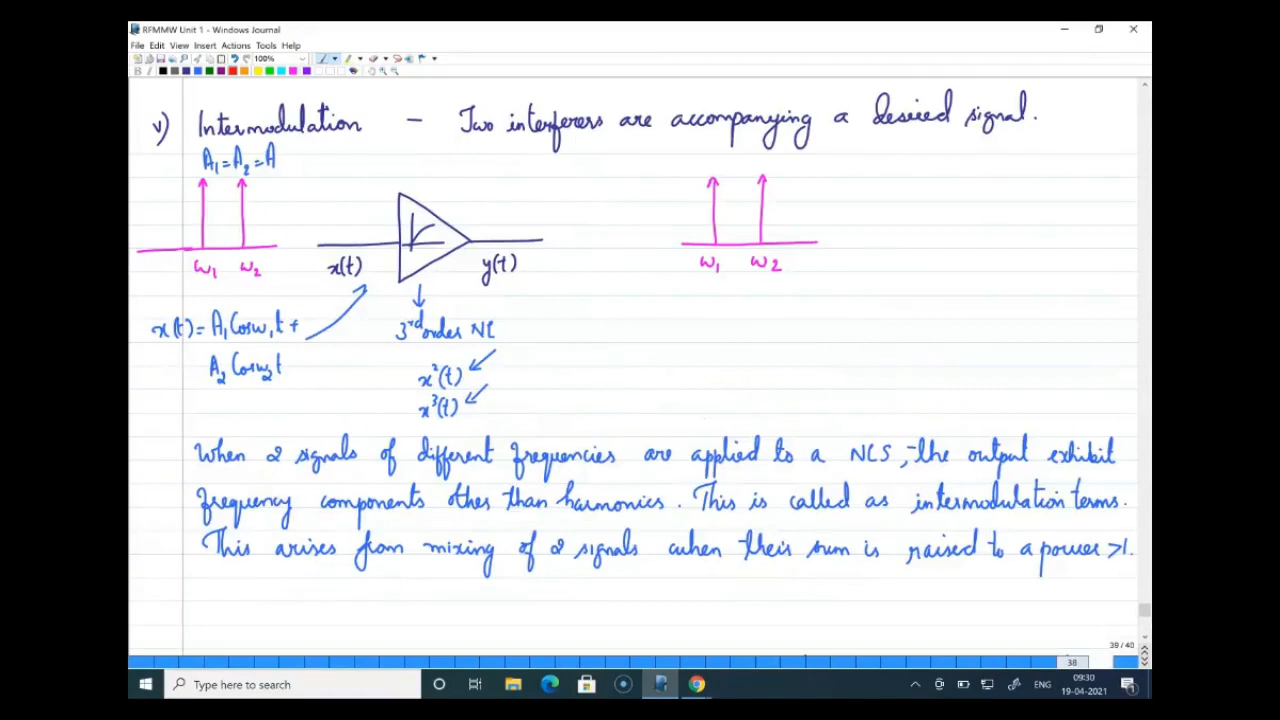 RFMMW Unit 1 - Windows Journal
File Edit View Insert Actions Tools Help
100%
v) Intermodulation - Two interferers are accompanying a desired signal.
A₁=A₂=A
ω₁ ω₂
x(t)
y(t)
ω₁ ω₂
x(t)= A₁ Cosω₁t +
A₂ Cosω₂t
3rd order NL
x²(t)
x³(t)
When 2 signals of different frequencies are applied to a NLS, the output exhibit
frequency components other than harmonics. This is called as intermodulation terms.
This arises from mixing of 2 signals when their sum is raised to a power >1.
39 / 40
38
Type here to search
ENG
09:30
19-04-2021
1